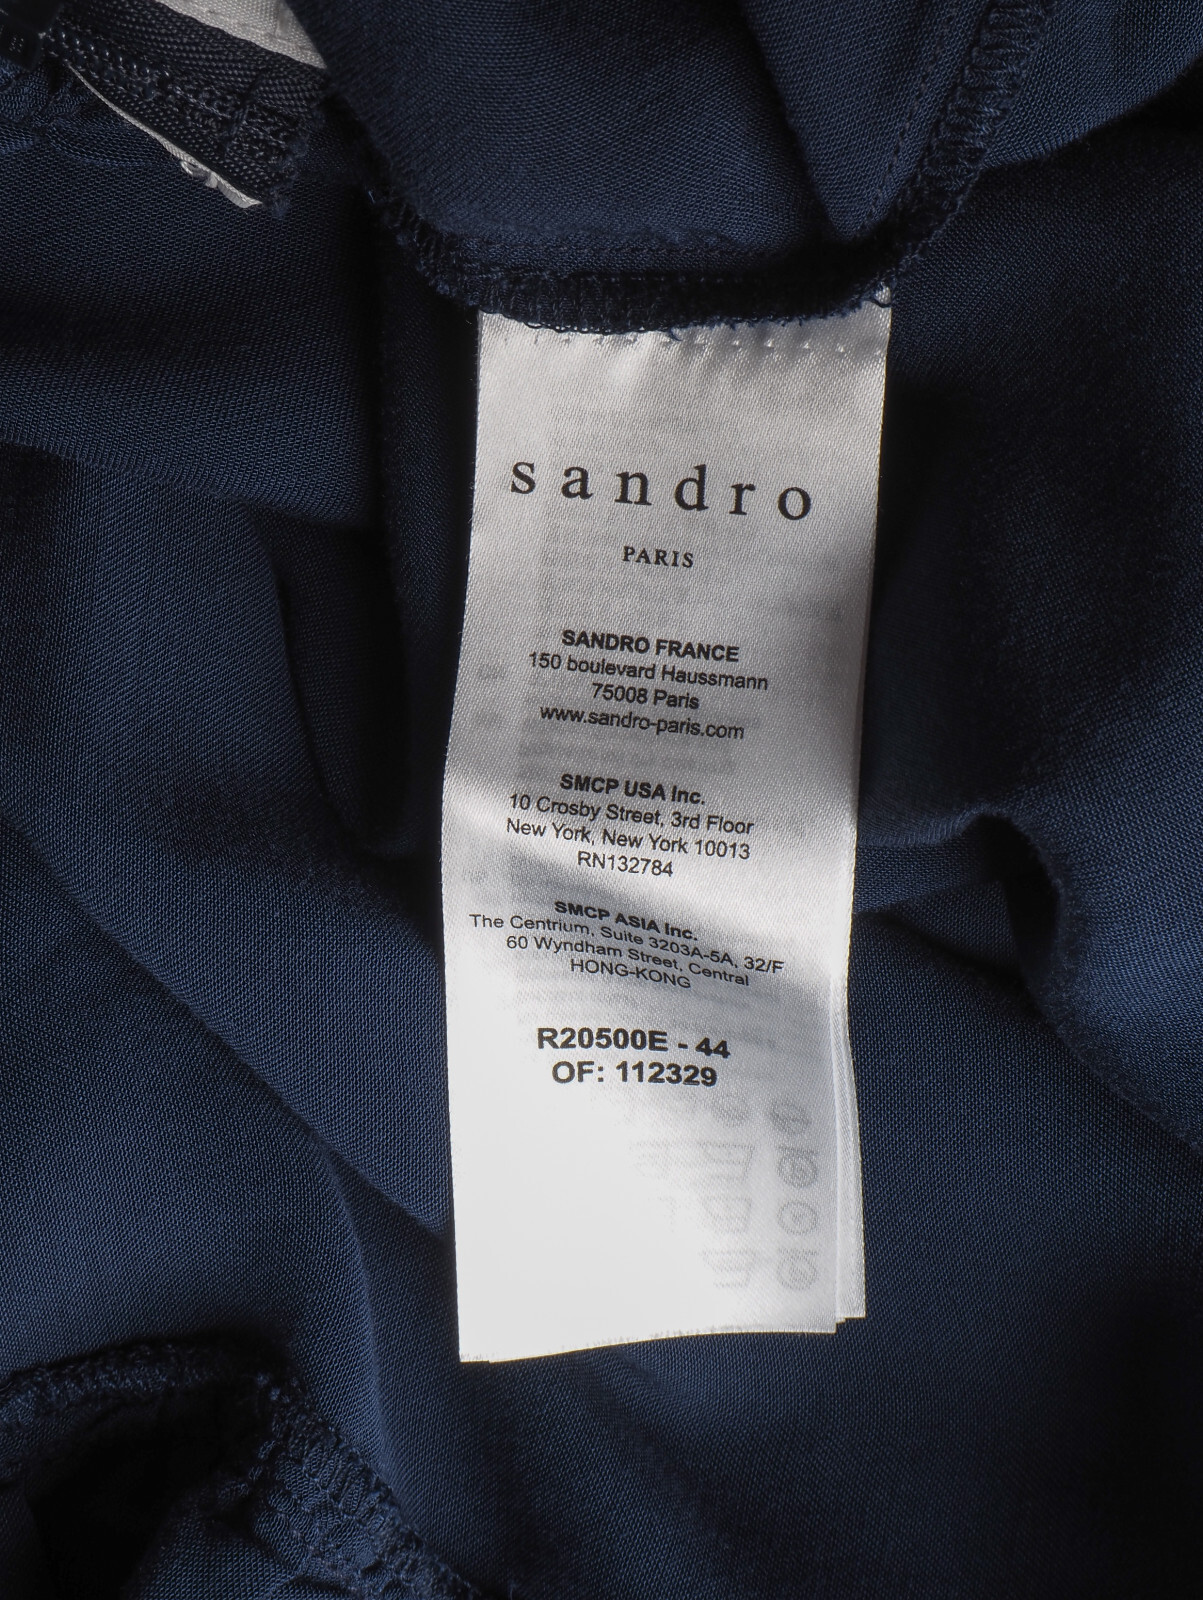 sandro
PARIS
SANDRO FRANCE
150 boulevard Haussmann
75008 Paris
www.sandro-paris.com
SMCP USA Inc.
10 Crosby Street, 3rd Floor
New York, New York 10013
RN132784
SMCP ASIA Inc.
The Centrium, Suite 3203A-5A, 32/F
60 Wyndham Street, Central
HONG-KONG
R20500E - 44
OF: 112329